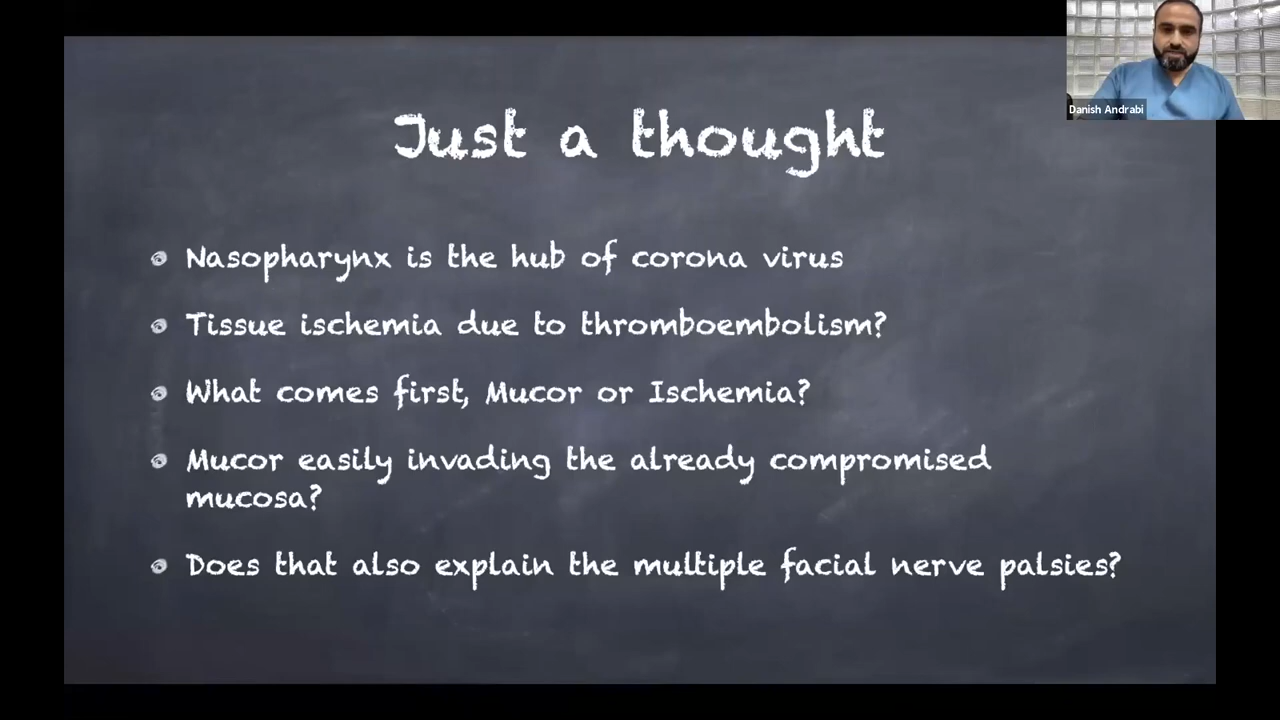 Danish Andrabi
Just a thought
Nasopharynx is the hub of corona virus
Tissue ischemia due to thromboembolism?
What comes first, Mucor or Ischemia?
Mucor easily invading the already compromised
mucosa?
Does that also explain the multiple facial nerve palsies?